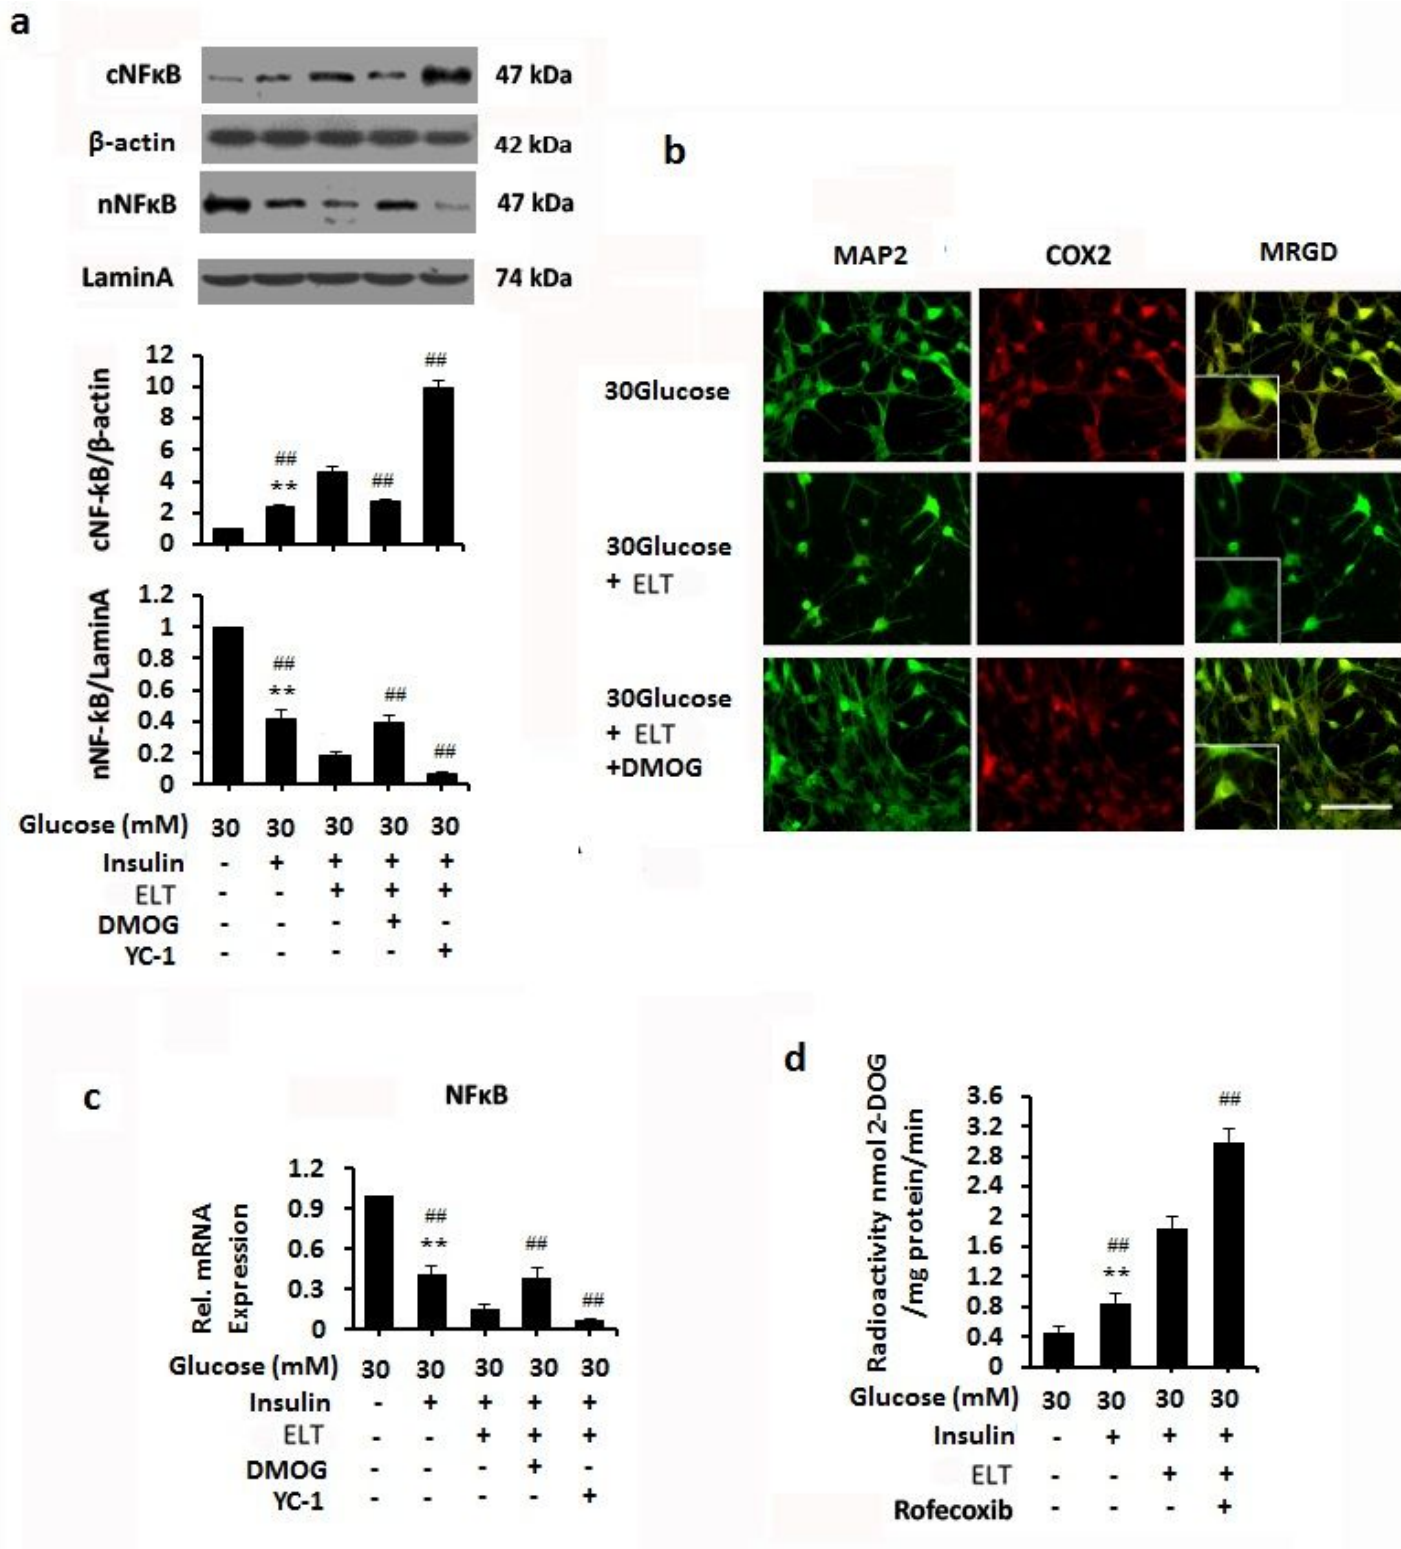 a
cNFκB 47 kDa
β-actin 42 kDa
nNFκB 47 kDa
LaminA 74 kDa
cNF-kB/β-actin
12
10
8
6
4
2
0
##
**
##
##
nNF-kB/LaminA
1.2
1
0.8
0.6
0.4
0.2
0
##
**
##
##
Glucose (mM) 30 30 30 30 30
Insulin - + + + +
ELT - - + + +
DMOG - - - + -
YC-1 - - - - +
b
MAP2 COX2 MRGD
30Glucose
30Glucose
+ ELT
30Glucose
+ ELT
+DMOG
c
NFκB
Rel. mRNA
Expression
1.2
0.9
0.6
0.3
0
##
**
##
##
Glucose (mM) 30 30 30 30 30
Insulin - + + + +
ELT - - + + +
DMOG - - - + -
YC-1 - - - - +
d
Radioactivity nmol 2-DOG
/mg protein/min
3.6
3.2
2.8
2.4
2
1.6
1.2
0.8
0.4
0
##
**
##
Glucose (mM) 30 30 30 30
Insulin - + + +
ELT - - + +
Rofecoxib - - - +